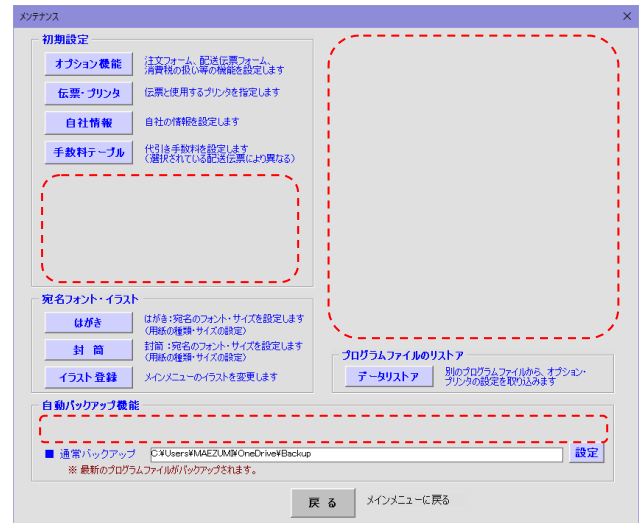 メンテナンス
×
初期設定
オプション機能
注文フォーム、配送伝票フォーム、
消費税の扱い等の機能を設定します
伝票・プリンタ
伝票と使用するプリンタを指定します
自社情報
自社の情報を設定します
手数料テーブル
代引き手数料を設定します
（選択されている配送伝票により異なる）
宛名フォント・イラスト
はがき
はがき：宛名のフォント・サイズを設定します
（用紙の種類・サイズの設定）
封 筒
封筒 ：宛名のフォント・サイズを設定します
（用紙の種類・サイズの設定）
イラスト登録
メインメニューのイラストを変更します
プログラムファイルのリストア
データリストア
別のプログラムファイルから、オプション・
プリンタの設定を取り込みます
自動バックアップ機能
■ 通常バックアップ C:¥Users¥MAEZUMI¥OneDrive¥Backup 設定
※ 最新のプログラムファイルがバックアップされます。
戻 る メインメニューに戻る